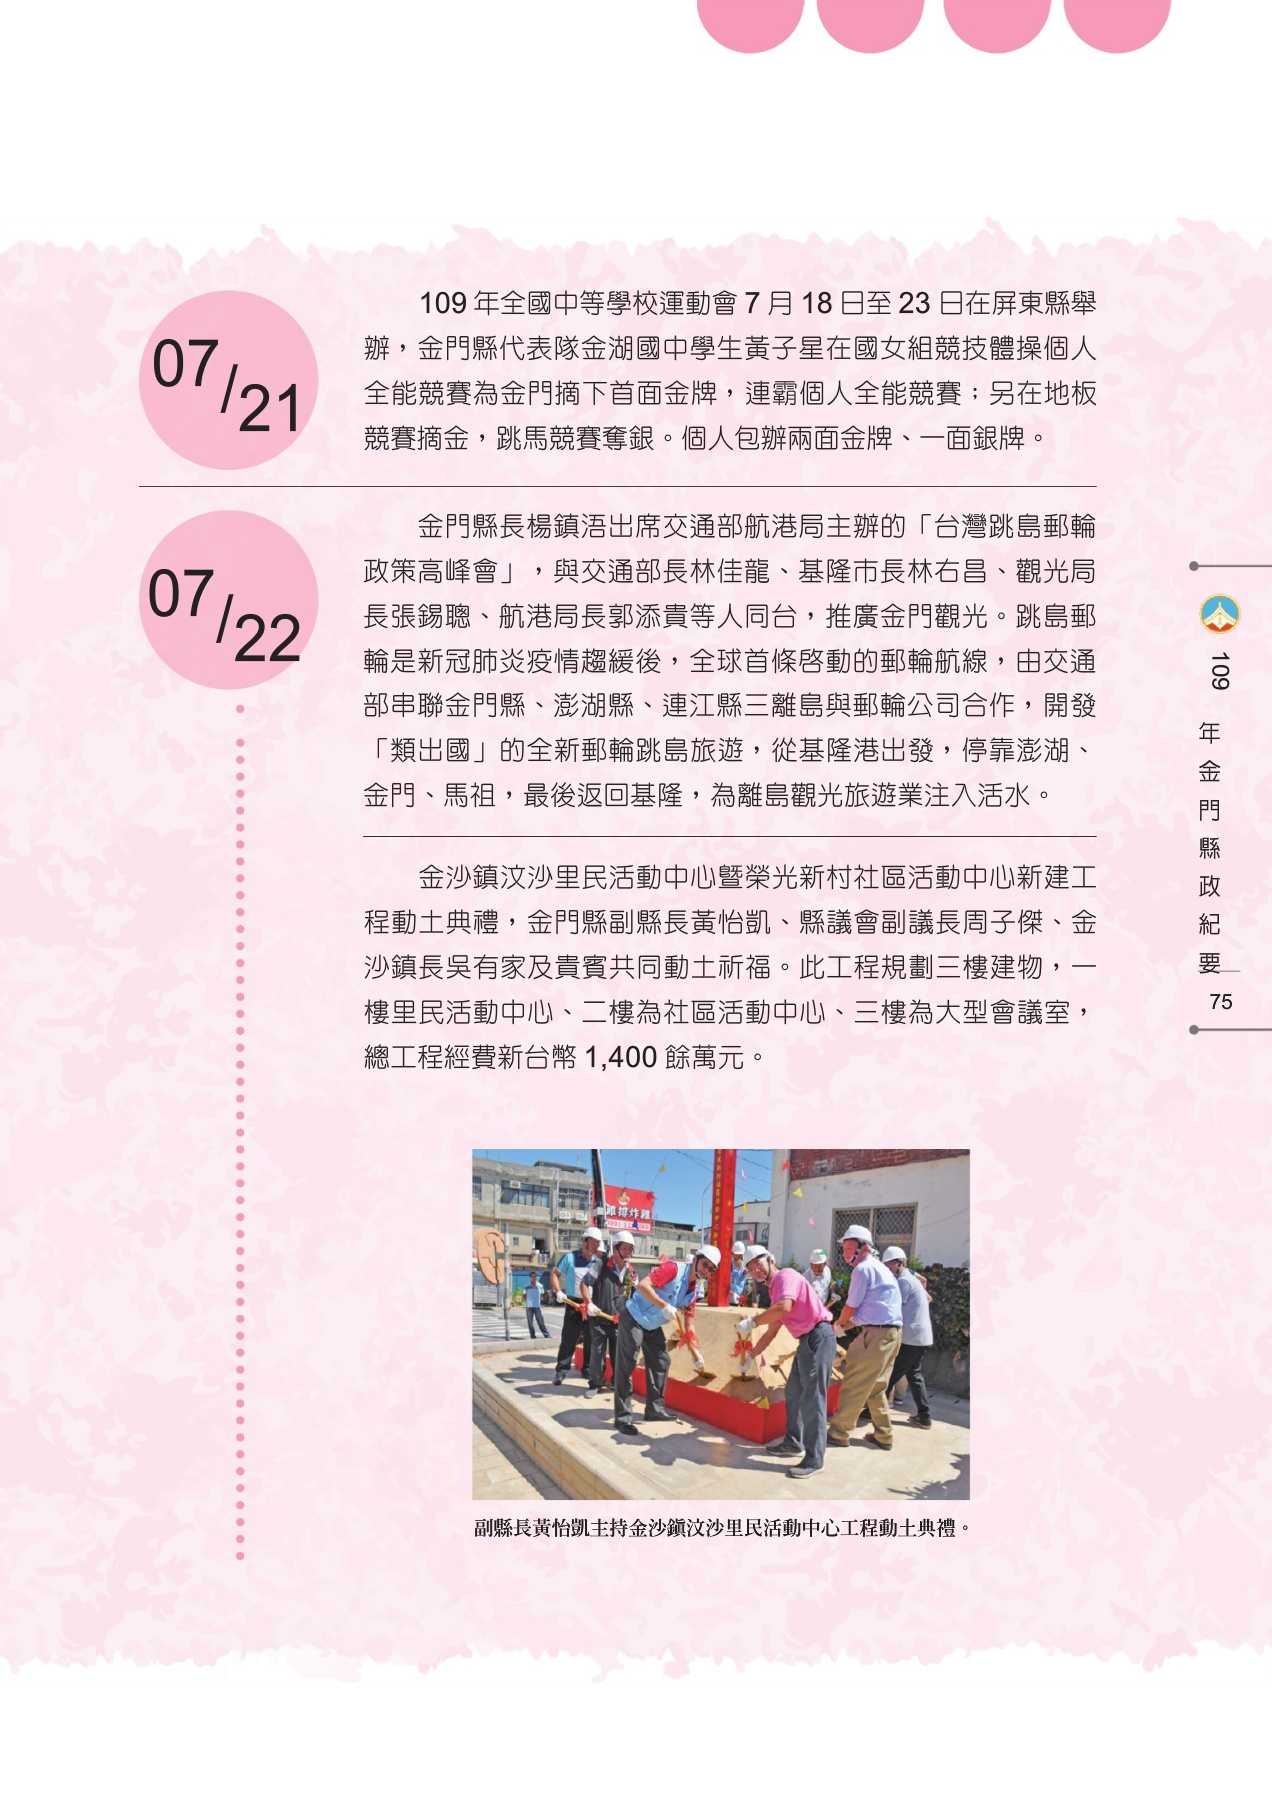 07/21
109 年全國中等學校運動會 7 月 18 日至 23 日在屏東縣舉
辦，金門縣代表隊金湖國中學生黃子星在國女組競技體操個人
全能競賽為金門摘下首面金牌，連霸個人全能競賽；另在地板
競賽摘金，跳馬競賽奪銀。個人包辦兩面金牌、一面銀牌。
07/22
金門縣長楊鎮浯出席交通部航港局主辦的「台灣跳島郵輪
政策高峰會」，與交通部長林佳龍、基隆市長林右昌、觀光局
長張錫聰、航港局長郭添貴等人同台，推廣金門觀光。跳島郵
輪是新冠肺炎疫情趨緩後，全球首條啓動的郵輪航線，由交通
部串聯金門縣、澎湖縣、連江縣三離島與郵輪公司合作，開發
「類出國」的全新郵輪跳島旅遊，從基隆港出發，停靠澎湖、
金門、馬祖，最後返回基隆，為離島觀光旅遊業注入活水。
金沙鎮汶沙里民活動中心暨榮光新村社區活動中心新建工
程動土典禮，金門縣副縣長黃怡凱、縣議會副議長周子傑、金
沙鎮長吳有家及貴賓共同動土祈福。此工程規劃三樓建物，一
樓里民活動中心、二樓為社區活動中心、三樓為大型會議室，
總工程經費新台幣 1,400 餘萬元。
雞排炸雞
副縣長黃怡凱主持金沙鎮汶沙里民活動中心工程動土典禮。
109 年金門縣政紀要
75